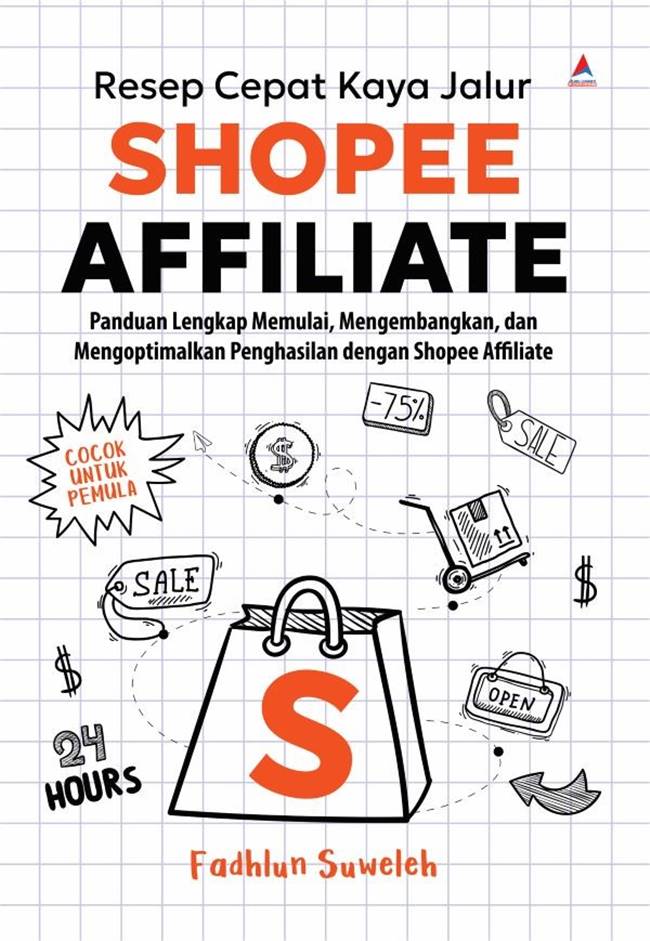 Resep Cepat Kaya Jalur
SHOPEE
AFFILIATE
Panduan Lengkap Memulai, Mengembangkan, dan
Mengoptimalkan Penghasilan dengan Shopee Affiliate
COCOK
UNTUK
PEMULA
$
-75%
SALE
SALE
$
$
OPEN
24
HOURS
S
Fadhlun Suweleh